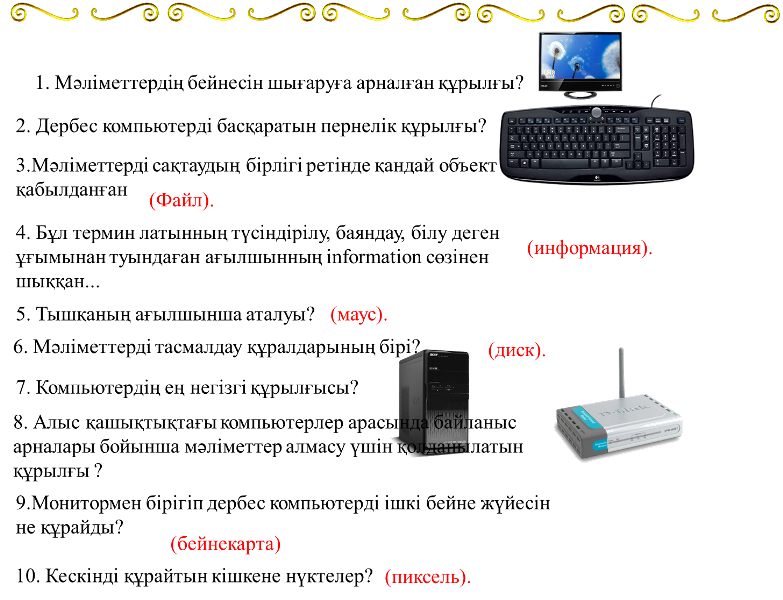 1. Мәліметтердің бейнесін шығаруға арналған құрылғы?
2. Дербес компьютерді басқаратын пернелік құрылғы?
3.Мәліметтерді сақтаудың бірлігі ретінде қандай объект
қабылданған
(Файл).
4. Бұл термин латынның түсіндірілу, баяндау, білу деген
ұғымынан туындаған ағылшынның information сөзінен
шыққан...
(информация).
5. Тышқаның ағылшынша аталуы? (маус).
6. Мәліметтерді тасмалдау құралдарының бірі?
(диск).
7. Компьютердің ең негізгі құрылғысы?
8. Алыс қашықтықтағы компьютерлер арасында байланыс
арналары бойынша мәліметтер алмасу үшін қолданылатын
құрылғы ?
D-Link
9.Монитормен бірігіп дербес компьютерді ішкі бейне жүйесін
не құрайды?
(бейнекарта)
10. Кескінді құрайтын кішкене нүктелер? (пиксель).